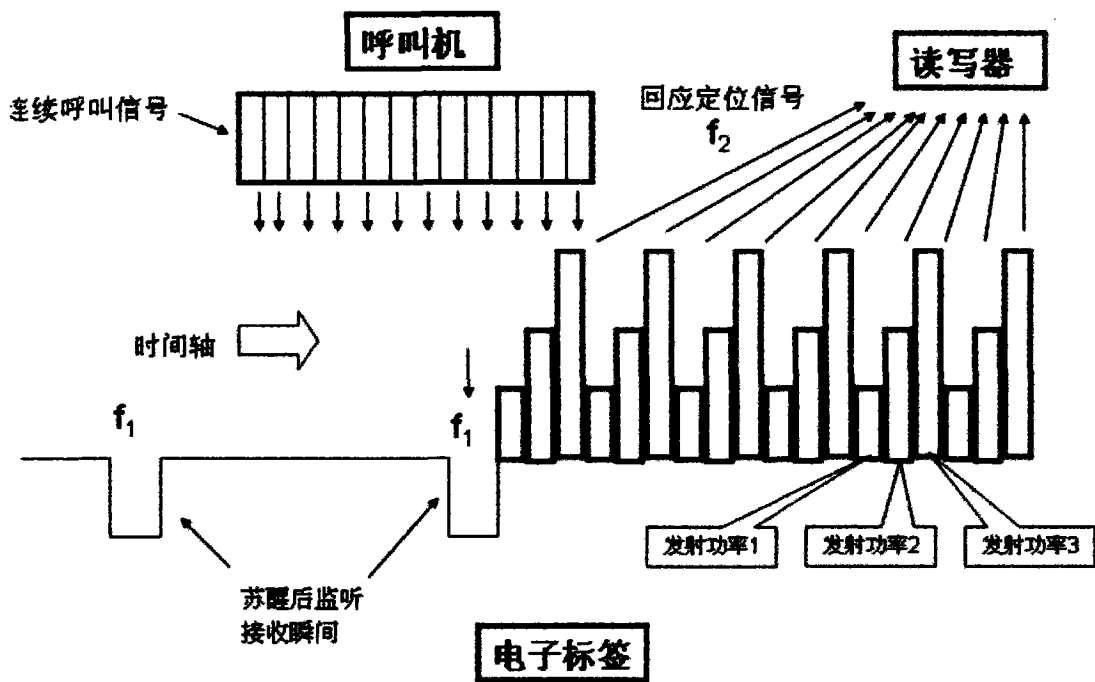 呼叫机
读写器
连续呼叫信号
回应定位信号
f2
时间轴
f1
f1
发射功率1
发射功率2
发射功率3
苏醒后监听
接收瞬间
电子标签